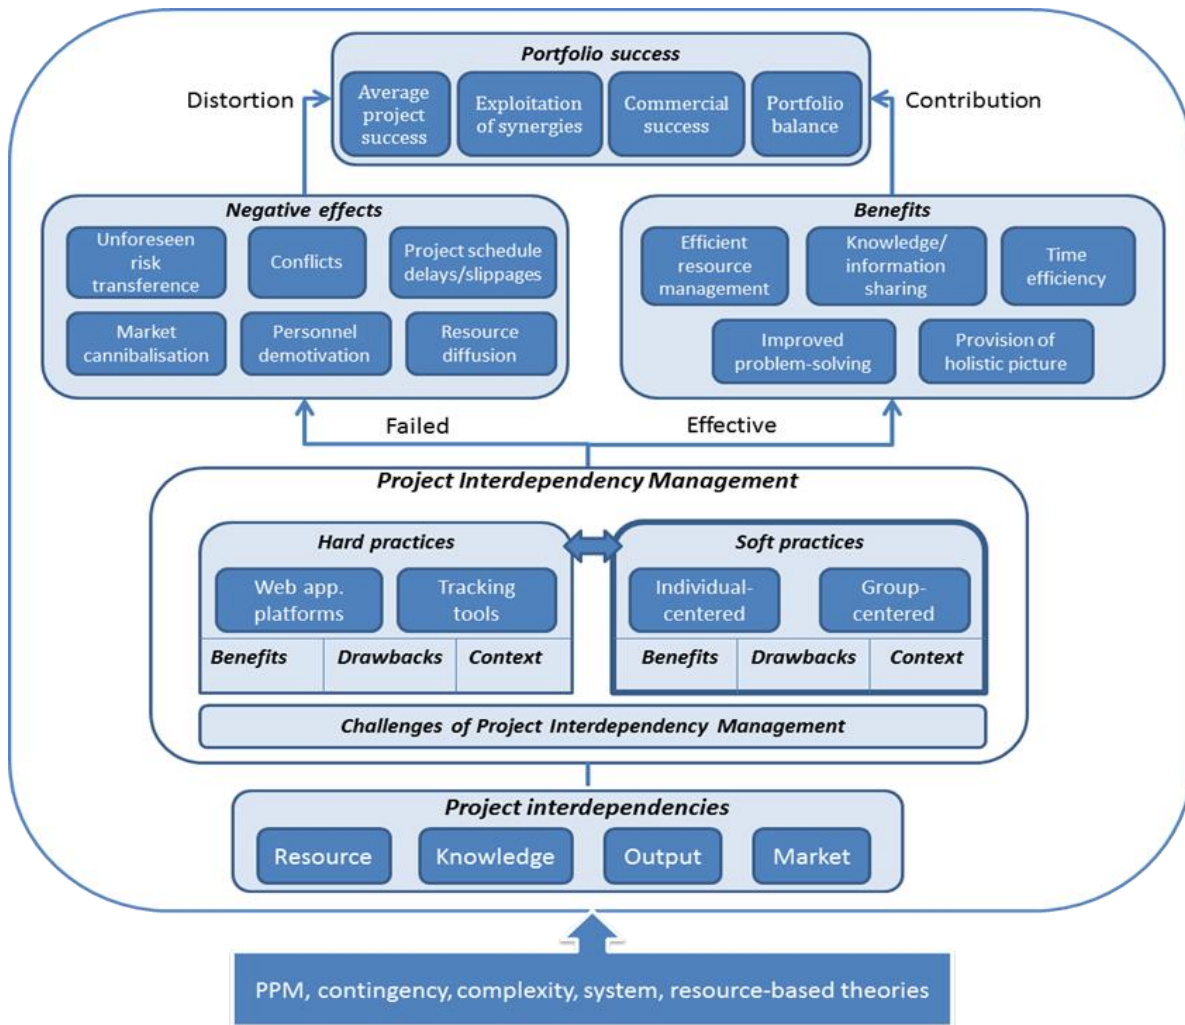 Portfolio success
Distortion
Average
project
success
Exploitation
of synergies
Commercial
success
Portfolio
balance
Contribution
Negative effects
Unforeseen
risk
transference
Conflicts
Project schedule
delays/slippages
Market
cannibalisation
Personnel
demotivation
Resource
diffusion
Benefits
Efficient
resource
management
Knowledge/
information
sharing
Time
efficiency
Improved
problem-solving
Provision of
holistic picture
Failed
Effective
Project Interdependency Management
Hard practices
Web app.
platforms
Tracking
tools
Benefits
Drawbacks
Context
Soft practices
Individual-
centered
Group-
centered
Benefits
Drawbacks
Context
Challenges of Project Interdependency Management
Project interdependencies
Resource
Knowledge
Output
Market
PPM, contingency, complexity, system, resource-based theories